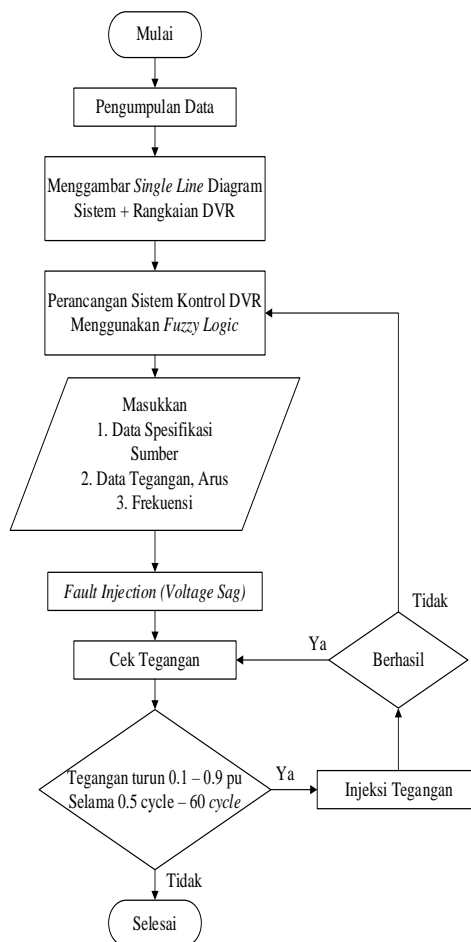 Mulai
Pengumpulan Data
Menggambar Single Line Diagram
Sistem + Rangkaian DVR
Perancangan Sistem Kontrol DVR
Menggunakan Fuzzy Logic
Masukkan
1. Data Spesifikasi
Sumber
2. Data Tegangan, Arus
3. Frekuensi
Fault Injection (Voltage Sag)
Tidak
Cek Tegangan
Ya
Berhasil
Tegangan turun 0.1 – 0.9 pu
Selama 0.5 cycle – 60 cycle
Ya
Injeksi Tegangan
Tidak
Selesai